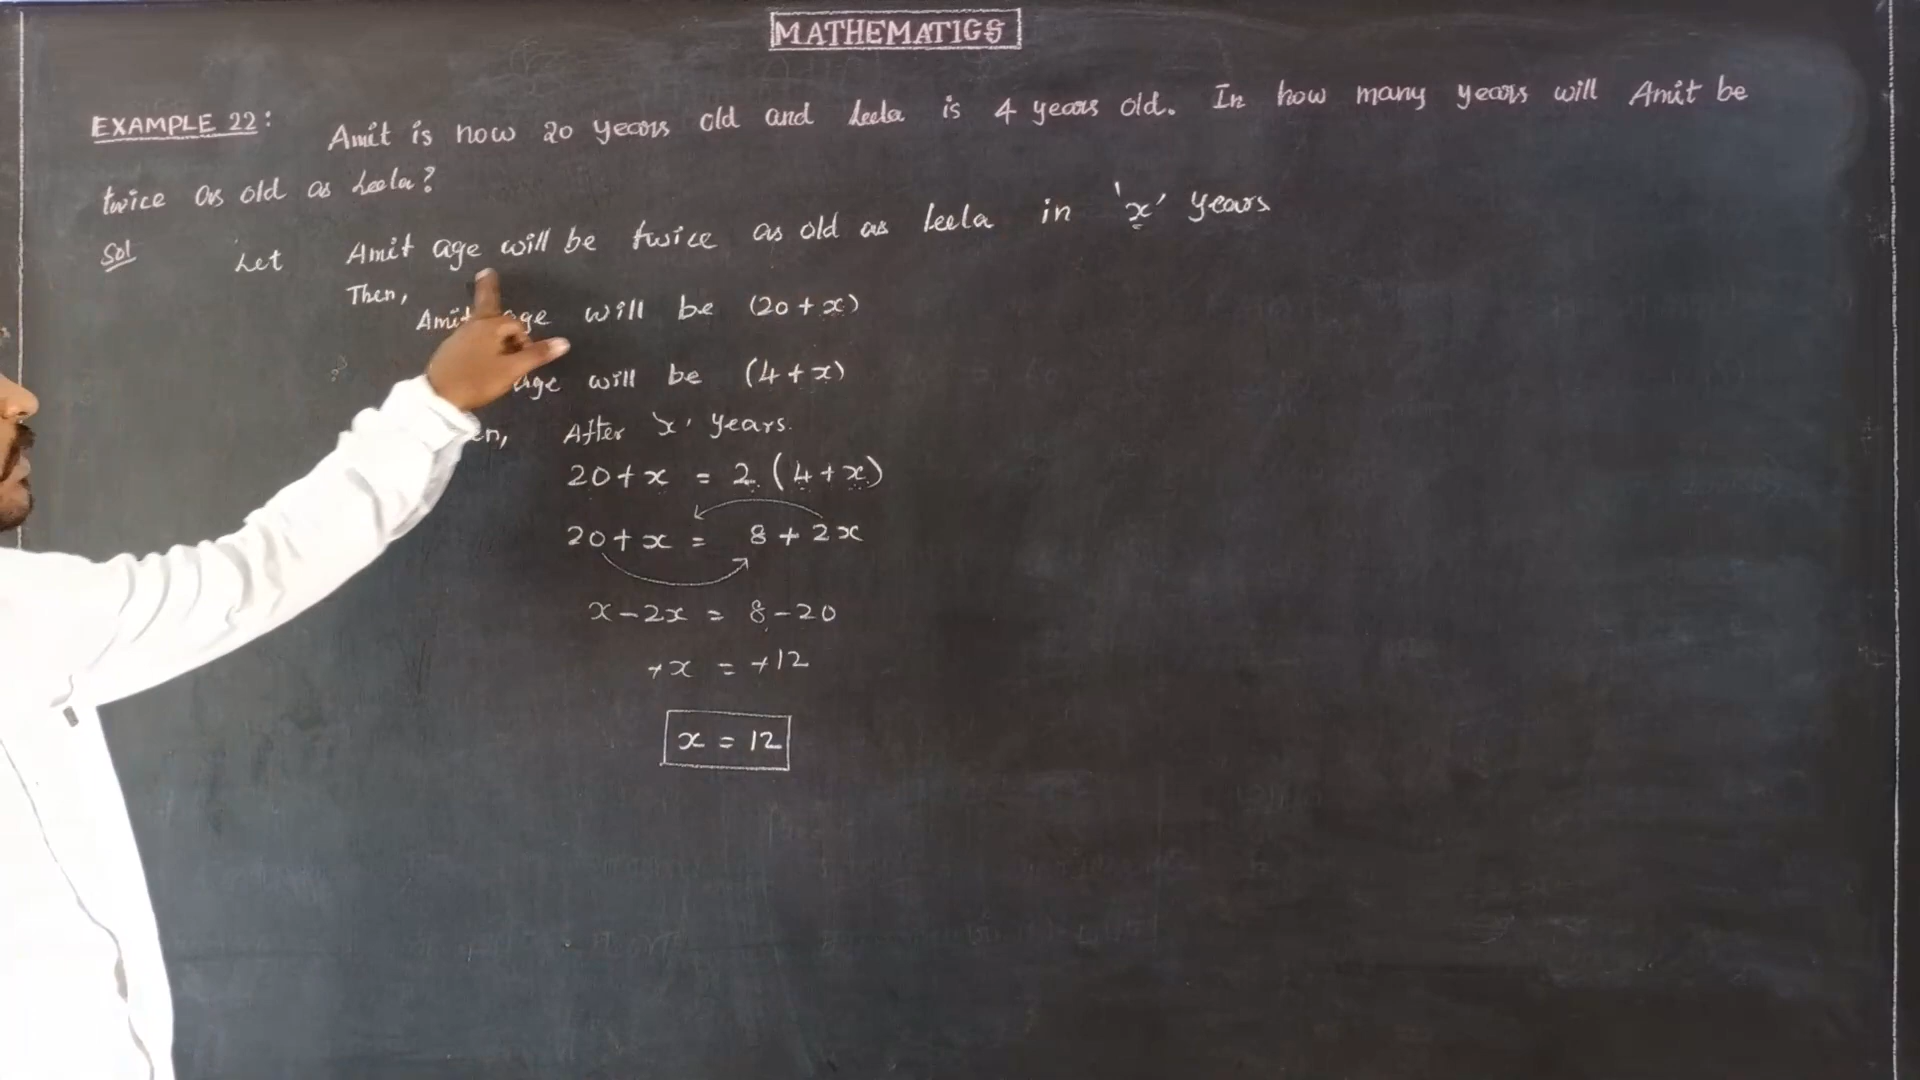 MATHEMATICS
EXAMPLE 22: Amit is now 20 years old and Leela is 4 years old. In how many years will Amit be
twice as old as Leela?
Sol Let Amit age will be twice as old as Leela in 'x' years
Then,
Amit age will be (20 + x)
age will be (4 + x)
After 'x' years.
20 + x = 2 (4 + x)
20 + x = 8 + 2x
x - 2x = 8 - 20
+x = +12
x = 12